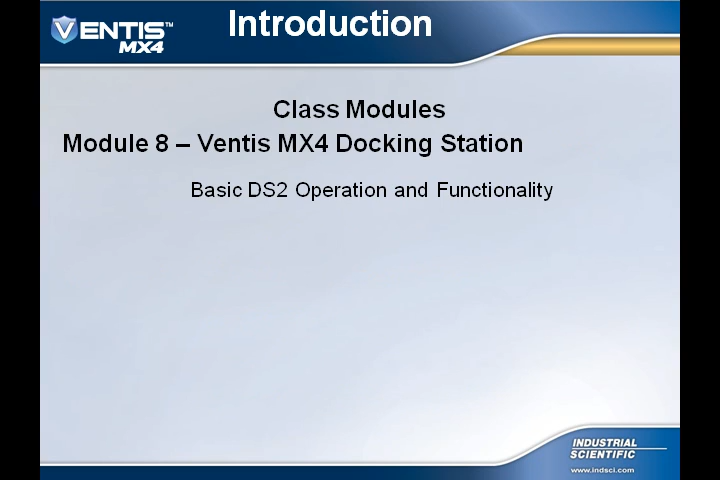 VENTIS™
MX4
Introduction
Class Modules
Module 8 – Ventis MX4 Docking Station
Basic DS2 Operation and Functionality
INDUSTRIAL
SCIENTIFIC
www.indsci.com